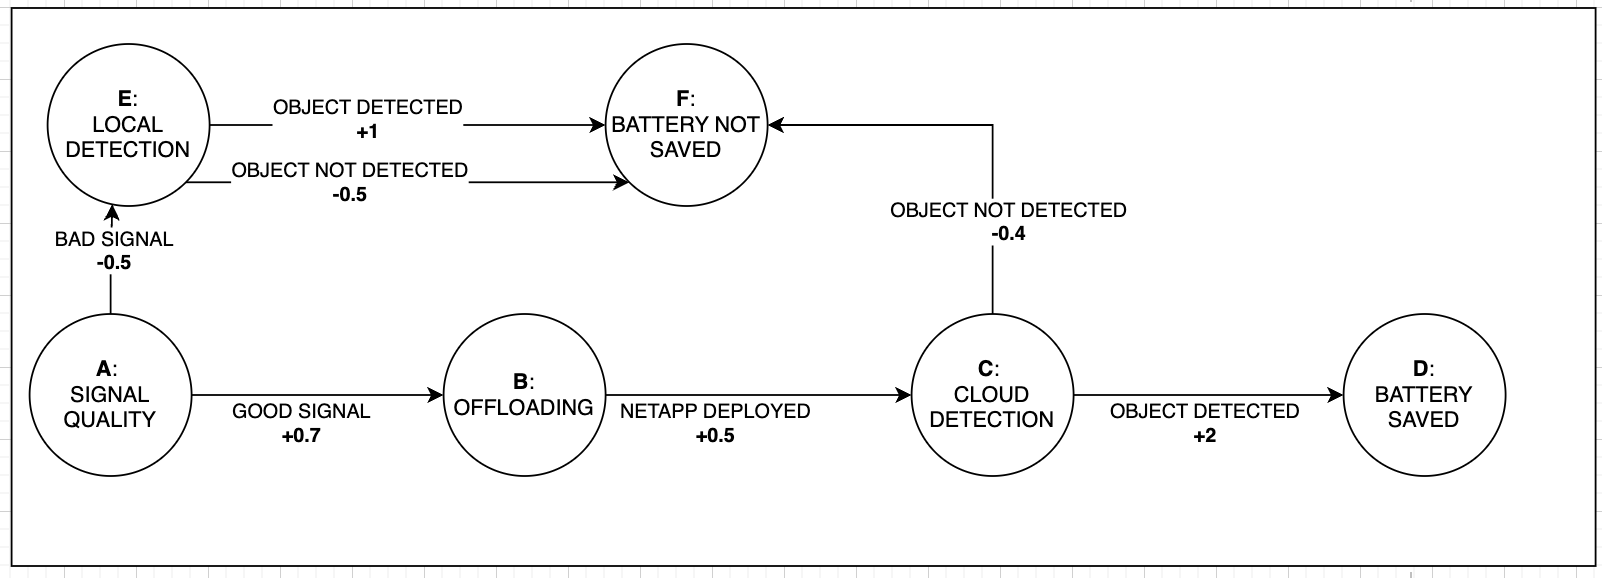 E:
LOCAL
DETECTION
OBJECT DETECTED
+1
F:
BATTERY NOT
SAVED
OBJECT NOT DETECTED
-0.5
OBJECT NOT DETECTED
-0.4
BAD SIGNAL
-0.5
A:
SIGNAL
QUALITY
GOOD SIGNAL
+0.7
B:
OFFLOADING
NETAPP DEPLOYED
+0.5
C:
CLOUD
DETECTION
OBJECT DETECTED
+2
D:
BATTERY
SAVED